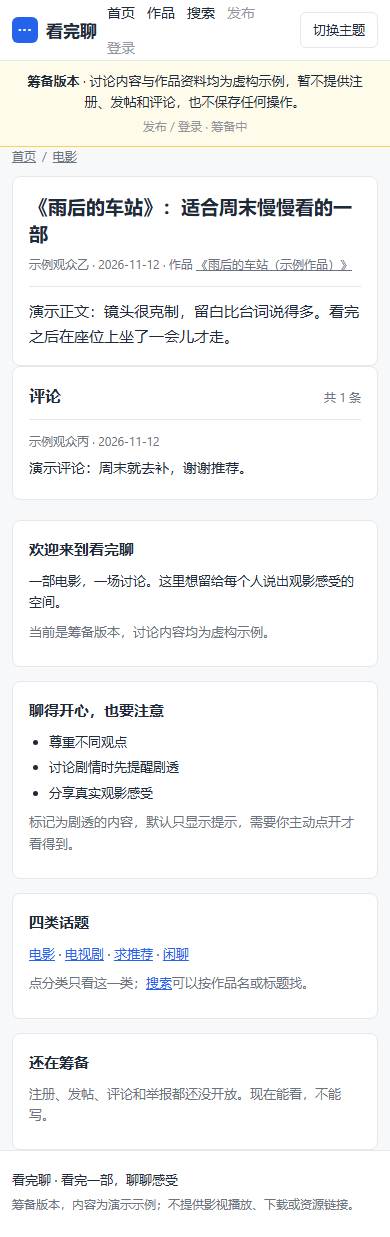 看完聊
首页 作品 搜索 发布
登录
切换主题
筹备版本 · 讨论内容与作品资料均为虚构示例，暂不提供注
册、发帖和评论，也不保存任何操作。
发布 / 登录 · 筹备中
首页 / 电影
《雨后的车站》：适合周末慢慢看的一
部
示例观众乙 · 2026-11-12 · 作品 《雨后的车站（示例作品）》
演示正文：镜头很克制，留白比台词说得多。看完
之后在座位上坐了一会儿才走。
评论
共 1 条
示例观众丙 · 2026-11-12
演示评论：周末就去补，谢谢推荐。
欢迎来到看完聊
一部电影，一场讨论。这里想留给每个人说出观影感受的
空间。
当前是筹备版本，讨论内容均为虚构示例。
聊得开心，也要注意
• 尊重不同观点
• 讨论剧情时先提醒剧透
• 分享真实观影感受
标记为剧透的内容，默认只显示提示，需要你主动点开才
看得到。
四类话题
电影 · 电视剧 · 求推荐 · 闲聊
点分类只看这一类；搜索可以按作品名或标题找。
还在筹备
注册、发帖、评论和举报都还没开放。现在能看，不能
写。
看完聊 · 看完一部，聊聊感受
筹备版本，内容为演示示例；不提供影视播放、下载或资源链接。